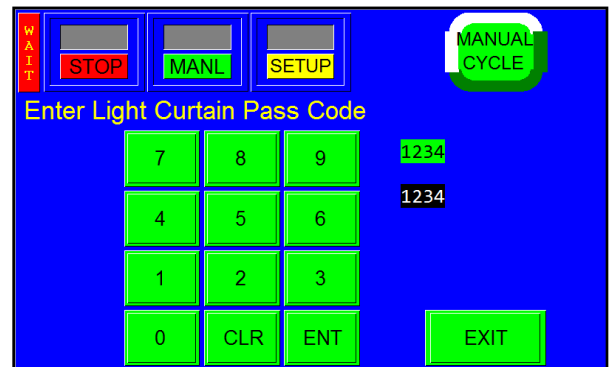 WAIT
STOP MANL SETUP
MANUAL
CYCLE
Enter Light Curtain Pass Code
7 8 9 1234
1234
4 5 6
1 2 3
0 CLR ENT EXIT